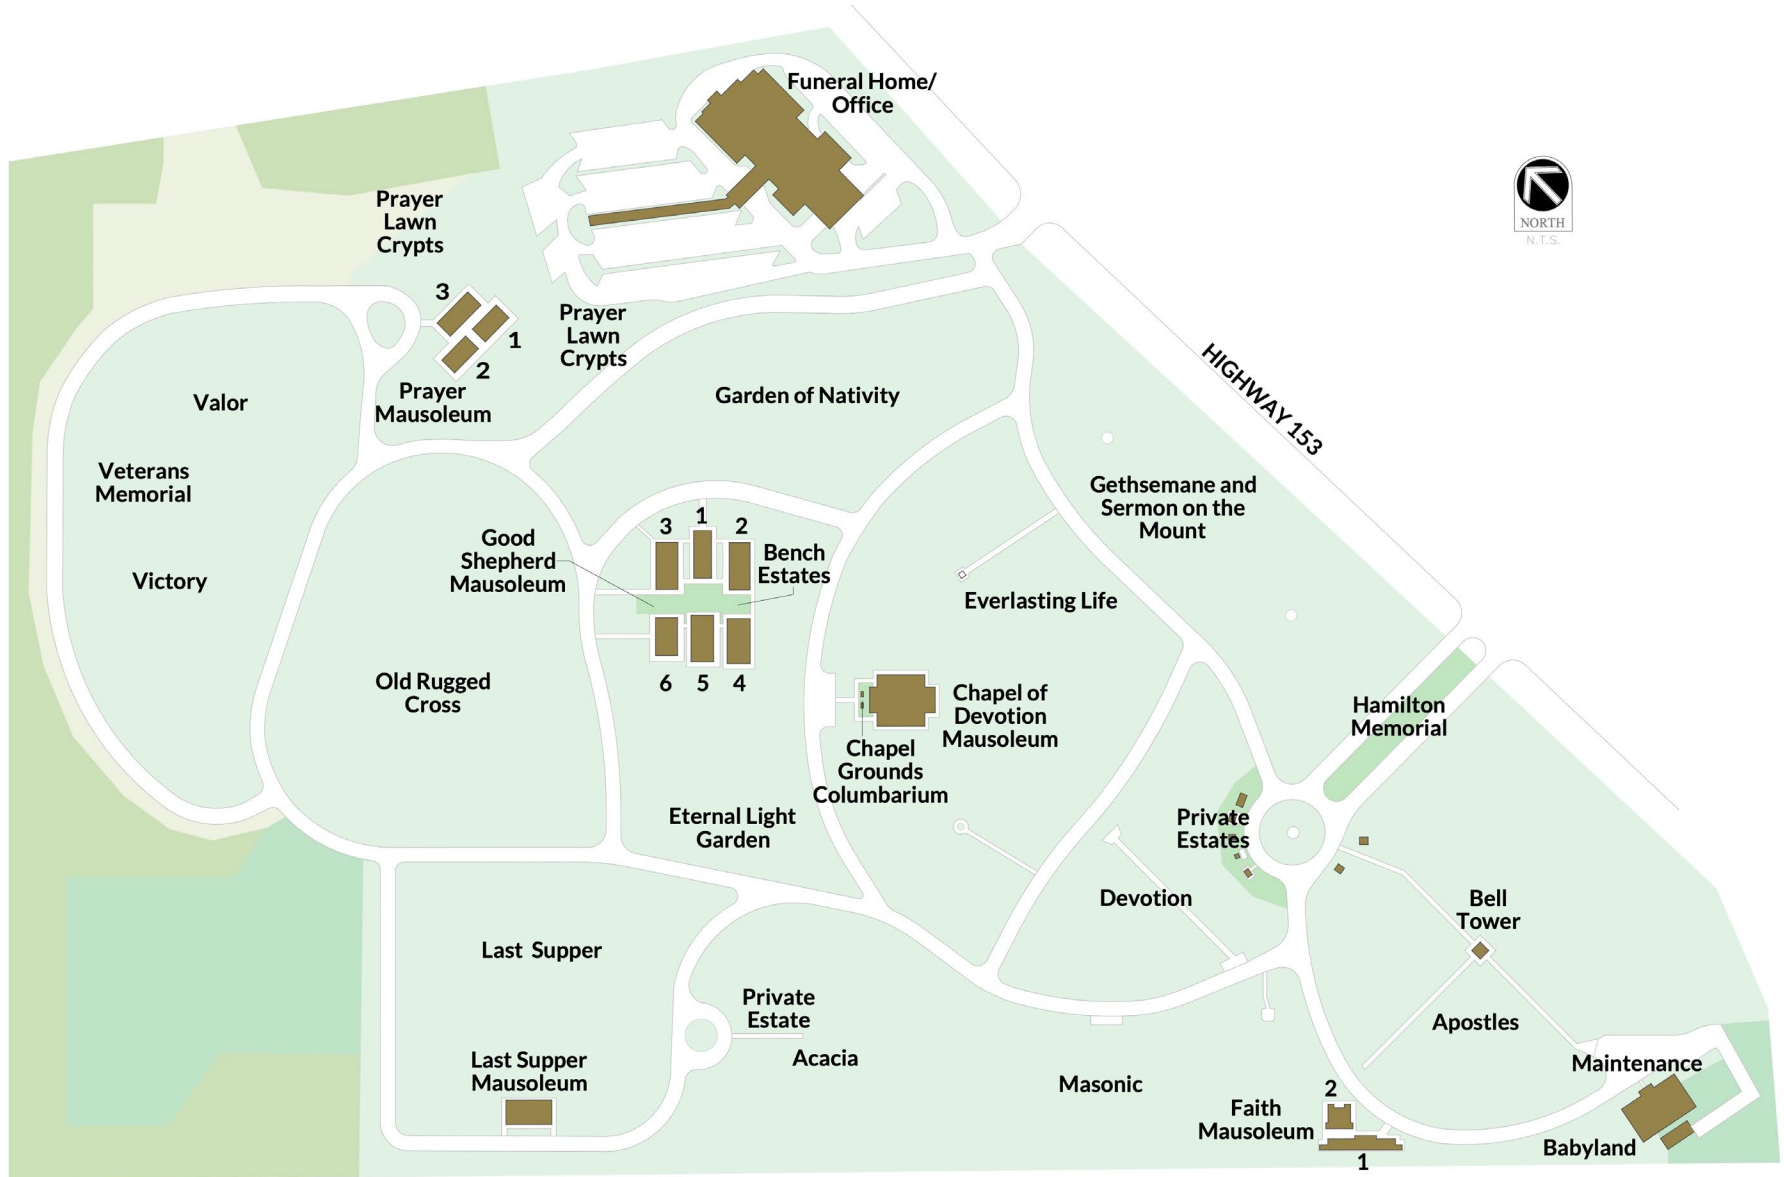 Funeral Home/
Office
NORTH
N.T.S.
Prayer
Lawn
Crypts
3
1
2
Prayer
Mausoleum
Prayer
Lawn
Crypts
HIGHWAY 153
Valor
Garden of Nativity
Veterans
Memorial
Gethsemane and
Sermon on the
Mount
Good
Shepherd
Mausoleum
3
1
2
Bench
Estates
Victory
Everlasting Life
Old Rugged
Cross
6
5
4
Chapel of
Devotion
Mausoleum
Hamilton
Memorial
Chapel
Grounds
Columbarium
Eternal Light
Garden
Private
Estates
Devotion
Bell
Tower
Last Supper
Private
Estate
Acacia
Apostles
Last Supper
Mausoleum
Masonic
Maintenance
2
Faith
Mausoleum
1
Babyland